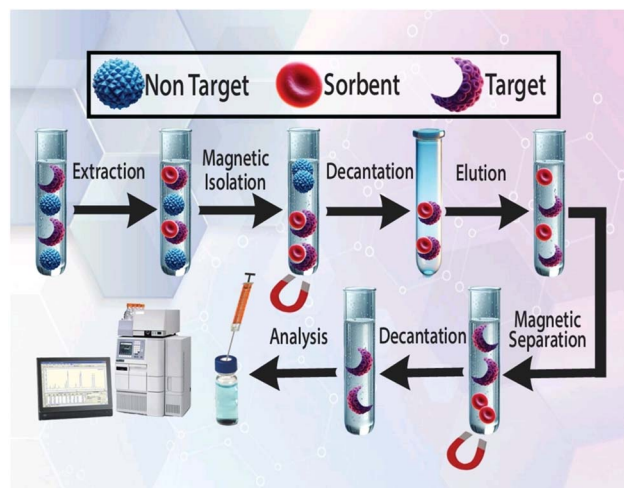 Non Target
Sorbent
Target
Extraction
Magnetic
Isolation
Decantation
Elution
Magnetic
Separation
Decantation
Analysis